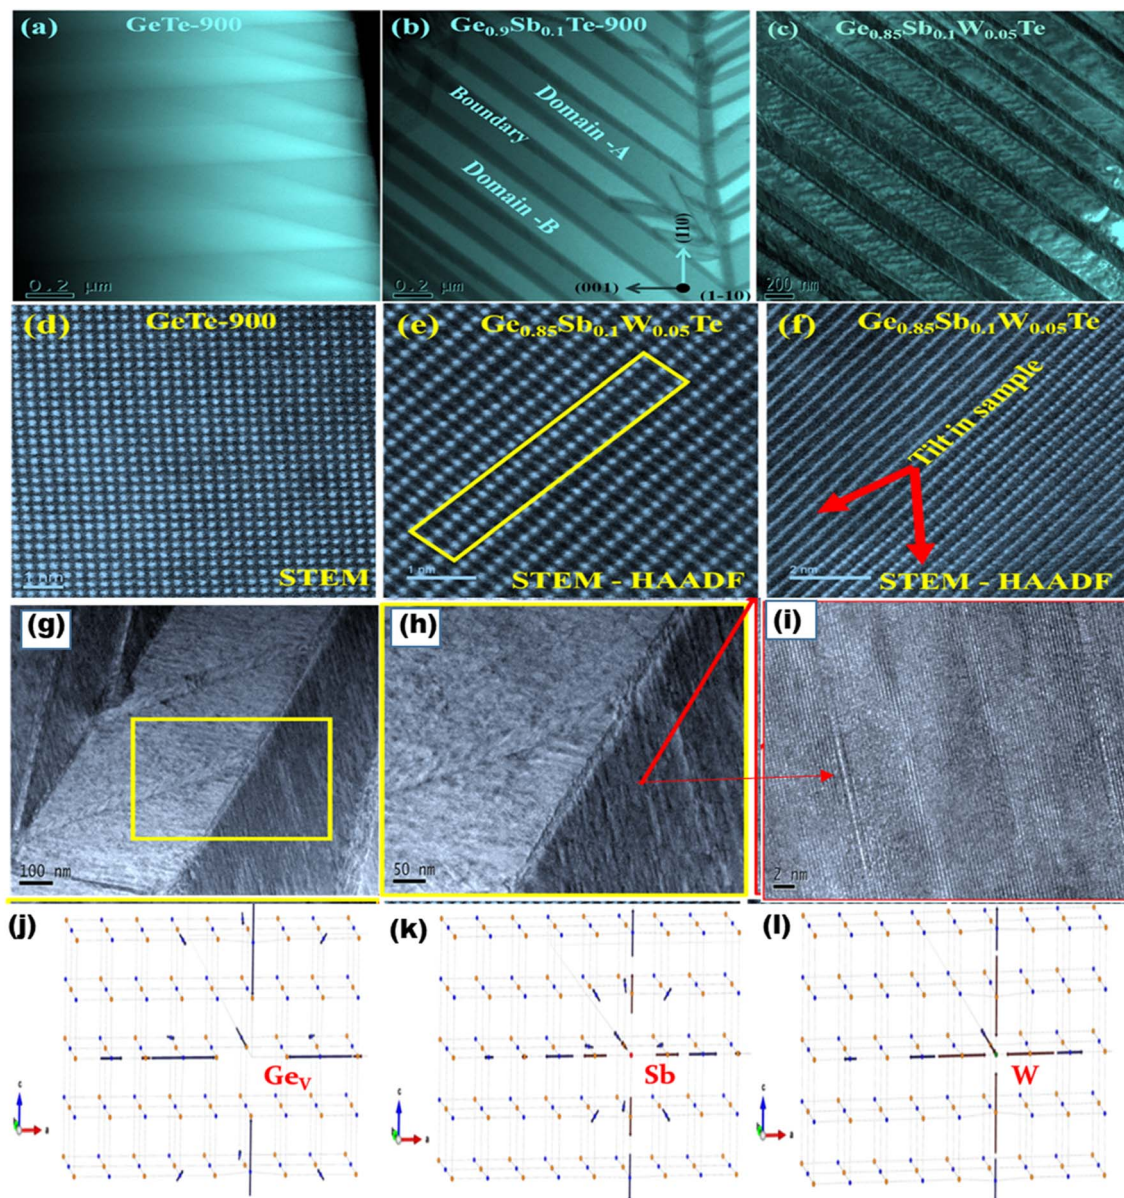 (a) GeTe-900
0.2 μm
(b) Ge0.9Sb0.1Te-900
Domain -A
Boundary
Domain -B
(110)
(001)
(1-10)
0.2 μm
(c) Ge0.85Sb0.1W0.05Te
200 nm
(d) GeTe-900
STEM
(e) Ge0.85Sb0.1W0.05Te
1 nm
STEM - HAADF
(f) Ge0.85Sb0.1W0.05Te
Tilt in sample
2 nm
STEM - HAADF
(g)
100 nm
(h)
50 nm
(i)
2 nm
(j)
GeV
c
a
(k)
Sb
c
a
(l)
W
c
a